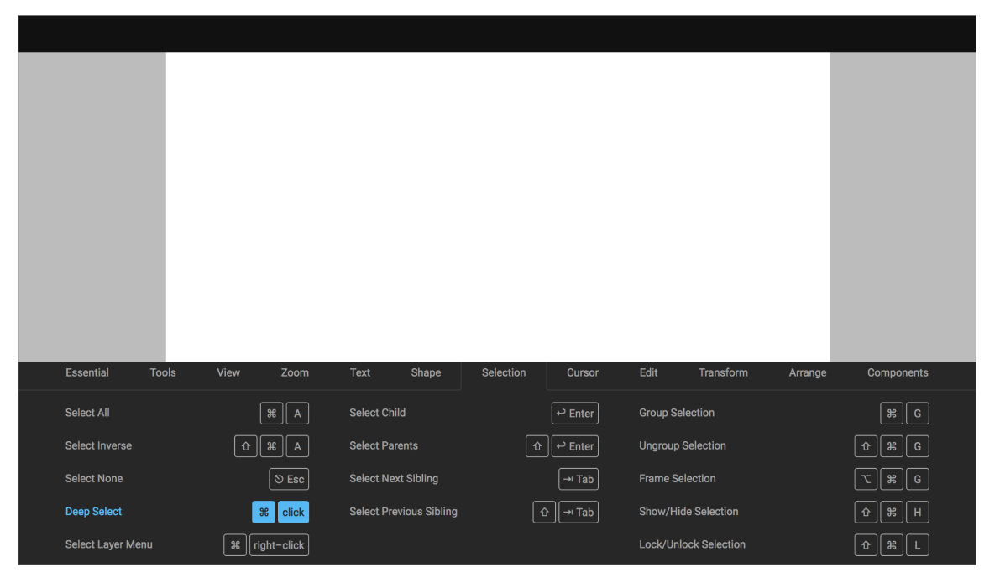 Essential Tools View Zoom Text Shape Selection Cursor Edit Transform Arrange Components
Select All ⌘ A
Select Inverse ⇧ ⌘ A
Select None ⎋ Esc
Deep Select ⌘ click
Select Layer Menu ⌘ right-click
Select Child ↩ Enter
Select Parents ⇧ ↩ Enter
Select Next Sibling ⇥ Tab
Select Previous Sibling ⇧ ⇥ Tab
Group Selection ⌘ G
Ungroup Selection ⇧ ⌘ G
Frame Selection ⌥ ⌘ G
Show/Hide Selection ⇧ ⌘ H
Lock/Unlock Selection ⇧ ⌘ L